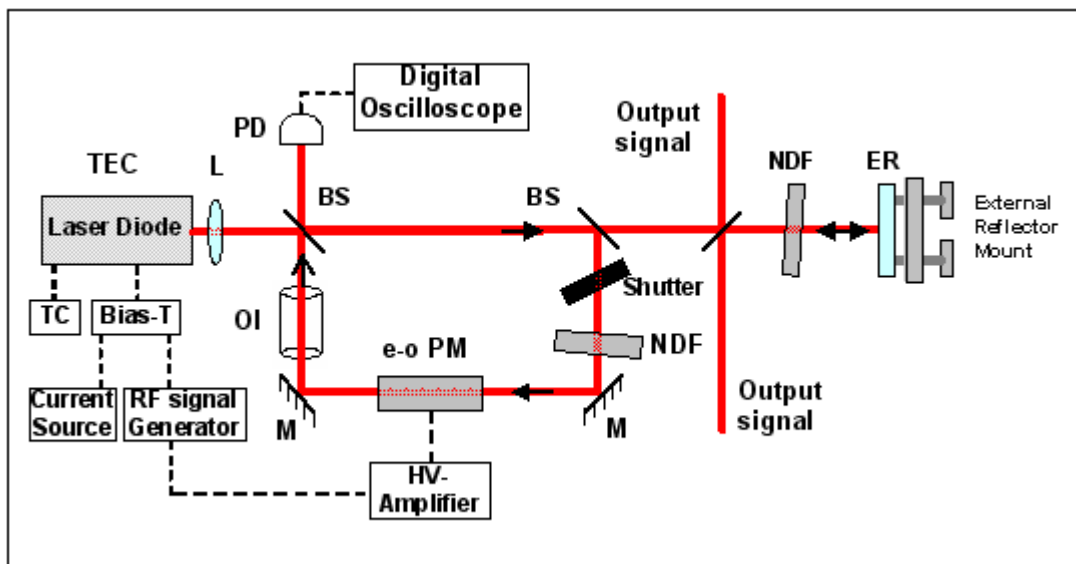 Digital
Oscilloscope
PD
Output
signal
TEC
L
NDF
ER
BS
BS
Laser Diode
External
Reflector
Mount
Shutter
TC
Bias-T
OI
NDF
e-o PM
Current
Source
RF signal
Generator
M
M
Output
signal
HV-
Amplifier